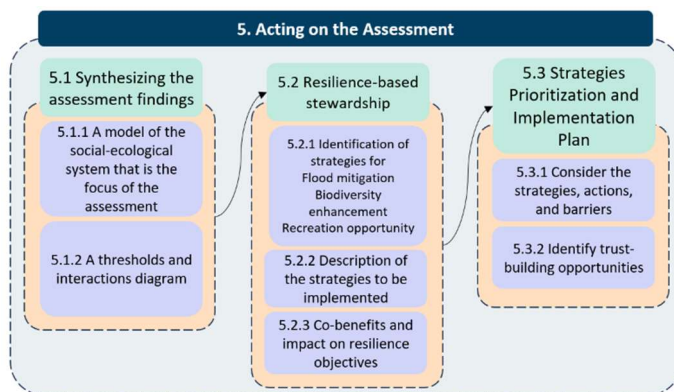 5. Acting on the Assessment
5.1 Synthesizing the
assessment findings
5.1.1 A model of the
social-ecological
system that is the
focus of the
assessment
5.1.2 A thresholds and
interactions diagram
5.2 Resilience-based
stewardship
5.2.1 Identification of
strategies for
Flood mitigation
Biodiversity
enhancement
Recreation opportunity
5.2.2 Description of
the strategies to be
implemented
5.2.3 Co-benefits and
impact on resilience
objectives
5.3 Strategies
Prioritization and
Implementation
Plan
5.3.1 Consider the
strategies, actions,
and barriers
5.3.2 Identify trust-
building opportunities